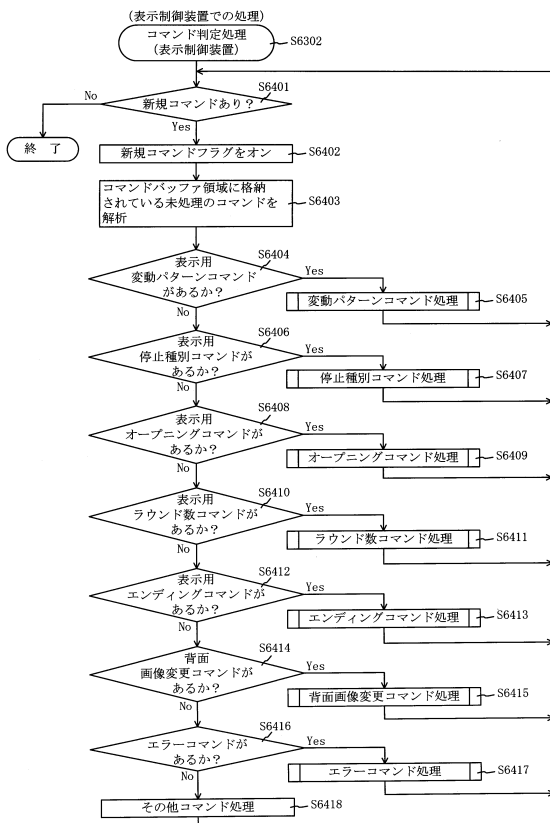 (表示制御装置での処理)
コマンド判定処理
(表示制御装置)
S6302
S6401
No
新規コマンドあり?
Yes
終 了
新規コマンドフラグをオン
S6402
コマンドバッファ領域に格納
されている未処理のコマンドを
解析
S6403
S6404
表示用
変動パターンコマンド
があるか?
Yes
変動パターンコマンド処理
S6405
No
S6406
表示用
停止種別コマンドが
あるか?
Yes
停止種別コマンド処理
S6407
No
S6408
表示用
オープニングコマンドが
あるか?
Yes
オープニングコマンド処理
S6409
No
S6410
表示用
ラウンド数コマンドが
あるか?
Yes
ラウンド数コマンド処理
S6411
No
S6412
表示用
エンディングコマンドが
あるか?
Yes
エンディングコマンド処理
S6413
No
S6414
背面
画像変更コマンドが
あるか?
Yes
背面画像変更コマンド処理
S6415
No
S6416
エラーコマンドが
あるか?
Yes
エラーコマンド処理
S6417
No
その他コマンド処理
S6418